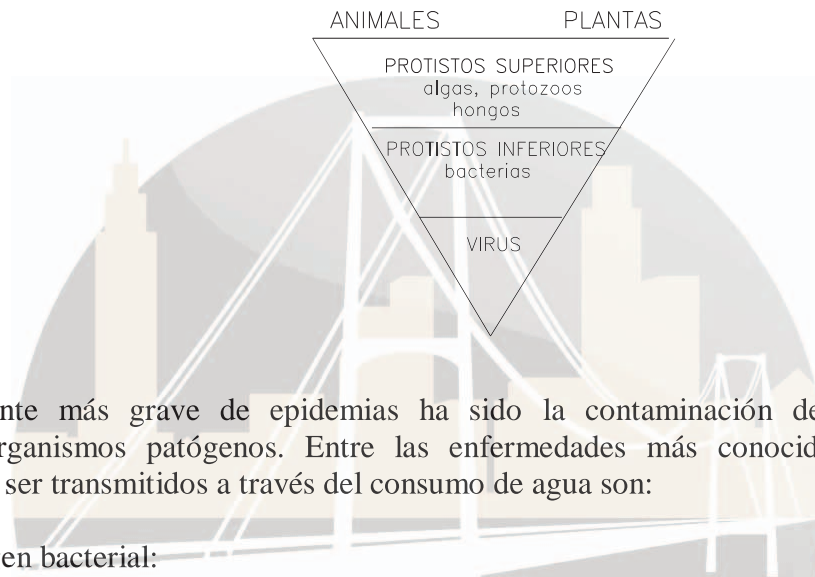 ANIMALES PLANTAS
PROTISTOS SUPERIORES
algas, protozoos
hongos
PROTISTOS INFERIORES
bacterias
VIRUS
nte más grave de epidemias ha sido la contaminación de
rganismos patógenos. Entre las enfermedades más conocid
ser transmitidos a través del consumo de agua son:
en bacterial: